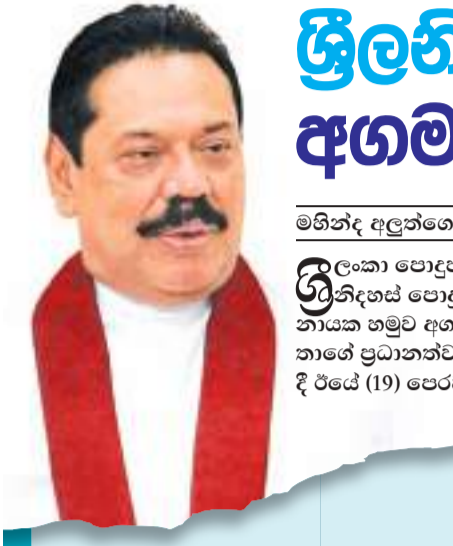 ශ්‍රීලනි
අගම
මහින්ද අලුත්ගෙ
ශ්‍රී ලංකා පොදුජ
නිදහස් පොදු
නායක හමුව අග
තාගේ ප්‍රධානත්ව
දී ඊයේ (19) පෙර